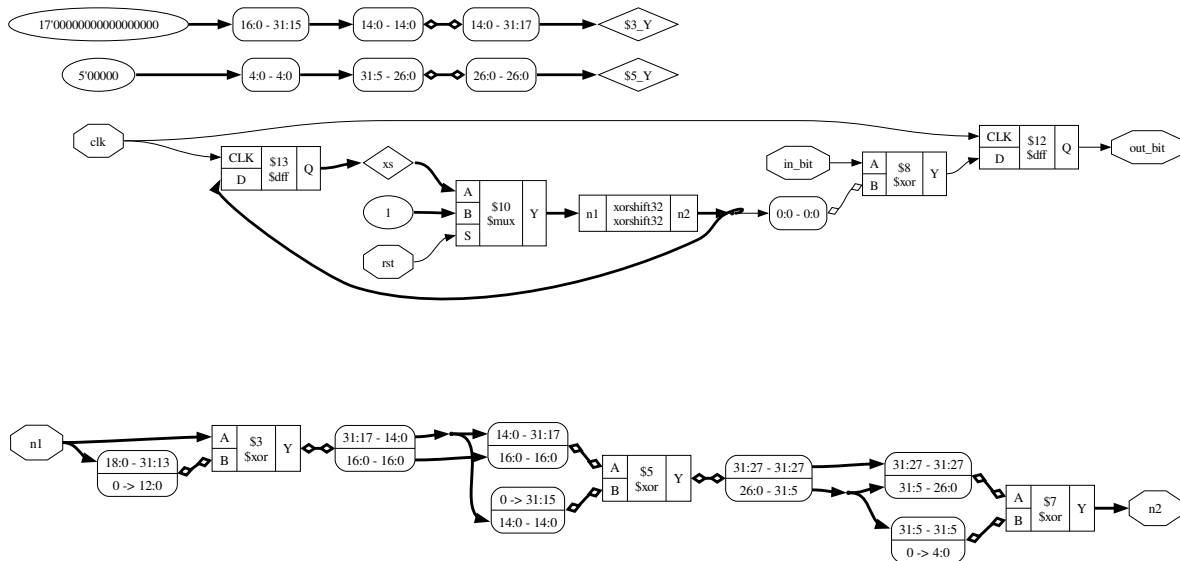 17'00000000000000000
16:0 - 31:15
14:0 - 14:0
14:0 - 31:17
$3_Y
5'00000
4:0 - 4:0
31:5 - 26:0
26:0 - 26:0
$5_Y
clk
CLK
D
$13
$dff
Q
xs
1
rst
A
B
S
$10
$mux
Y
n1
xorshift32
xorshift32
n2
0:0 - 0:0
in_bit
A
B
$8
$xor
Y
CLK
D
$12
$dff
Q
out_bit
n1
18:0 - 31:13
0 -> 12:0
A
B
$3
$xor
Y
31:17 - 14:0
16:0 - 16:0
14:0 - 31:17
16:0 - 16:0
0 -> 31:15
14:0 - 14:0
A
B
$5
$xor
Y
31:27 - 31:27
26:0 - 31:5
31:27 - 31:27
31:5 - 26:0
31:5 - 31:5
0 -> 4:0
A
B
$7
$xor
Y
n2